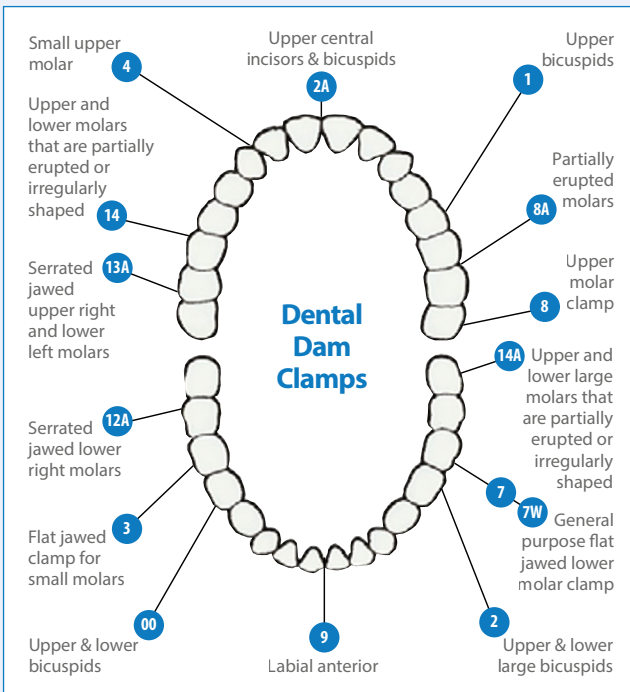 Small upper
molar
4
Upper central
incisors & bicuspids
2A
Upper
bicuspids
1
Upper and
lower molars
that are partially
erupted or
irregularly
shaped
14
Partially
erupted
molars
8A
Serrated
jawed
upper right
and lower
left molars
13A
Upper
molar
clamp
8
Dental
Dam
Clamps
14A
Upper and
lower large
molars that
are partially
erupted or
irregularly
shaped
Serrated
jawed lower
right molars
12A
7
7W
General
purpose flat
jawed lower
molar clamp
Flat jawed
clamp for
small molars
3
00
Upper & lower
bicuspids
9
Labial anterior
2
Upper & lower
large bicuspids